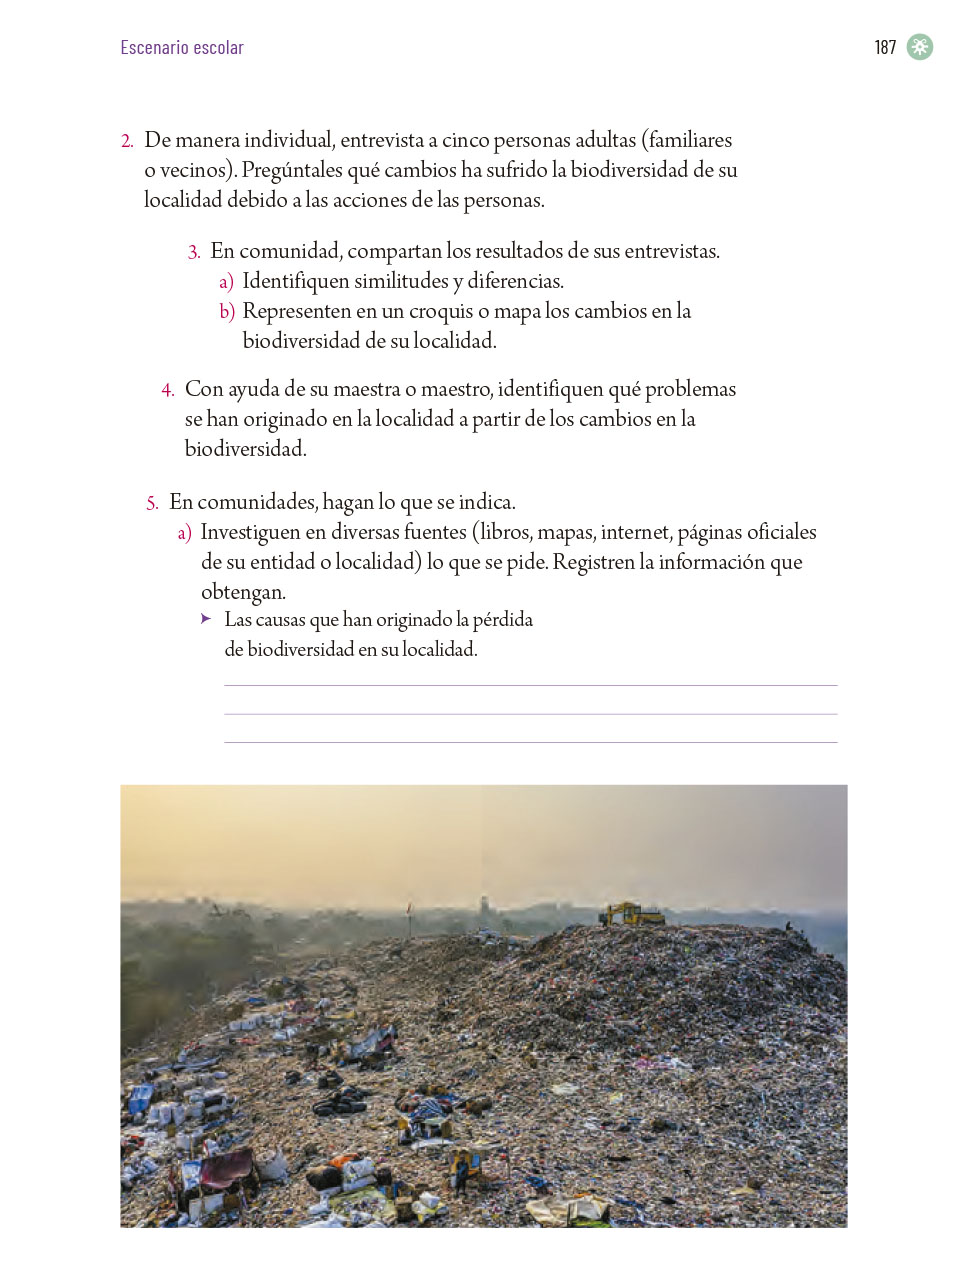 Escenario escolar
187
2. De manera individual, entrevista a cinco personas adultas (familiares
o vecinos). Pregúntales qué cambios ha sufrido la biodiversidad de su
localidad debido a las acciones de las personas.
3. En comunidad, compartan los resultados de sus entrevistas.
a) Identifiquen similitudes y diferencias.
b) Representen en un croquis o mapa los cambios en la
biodiversidad de su localidad.
4. Con ayuda de su maestra o maestro, identifiquen qué problemas
se han originado en la localidad a partir de los cambios en la
biodiversidad.
5. En comunidades, hagan lo que se indica.
a) Investiguen en diversas fuentes (libros, mapas, internet, páginas oficiales
de su entidad o localidad) lo que se pide. Registren la información que
obtengan.
➤ Las causas que han originado la pérdida
de biodiversidad en su localidad.